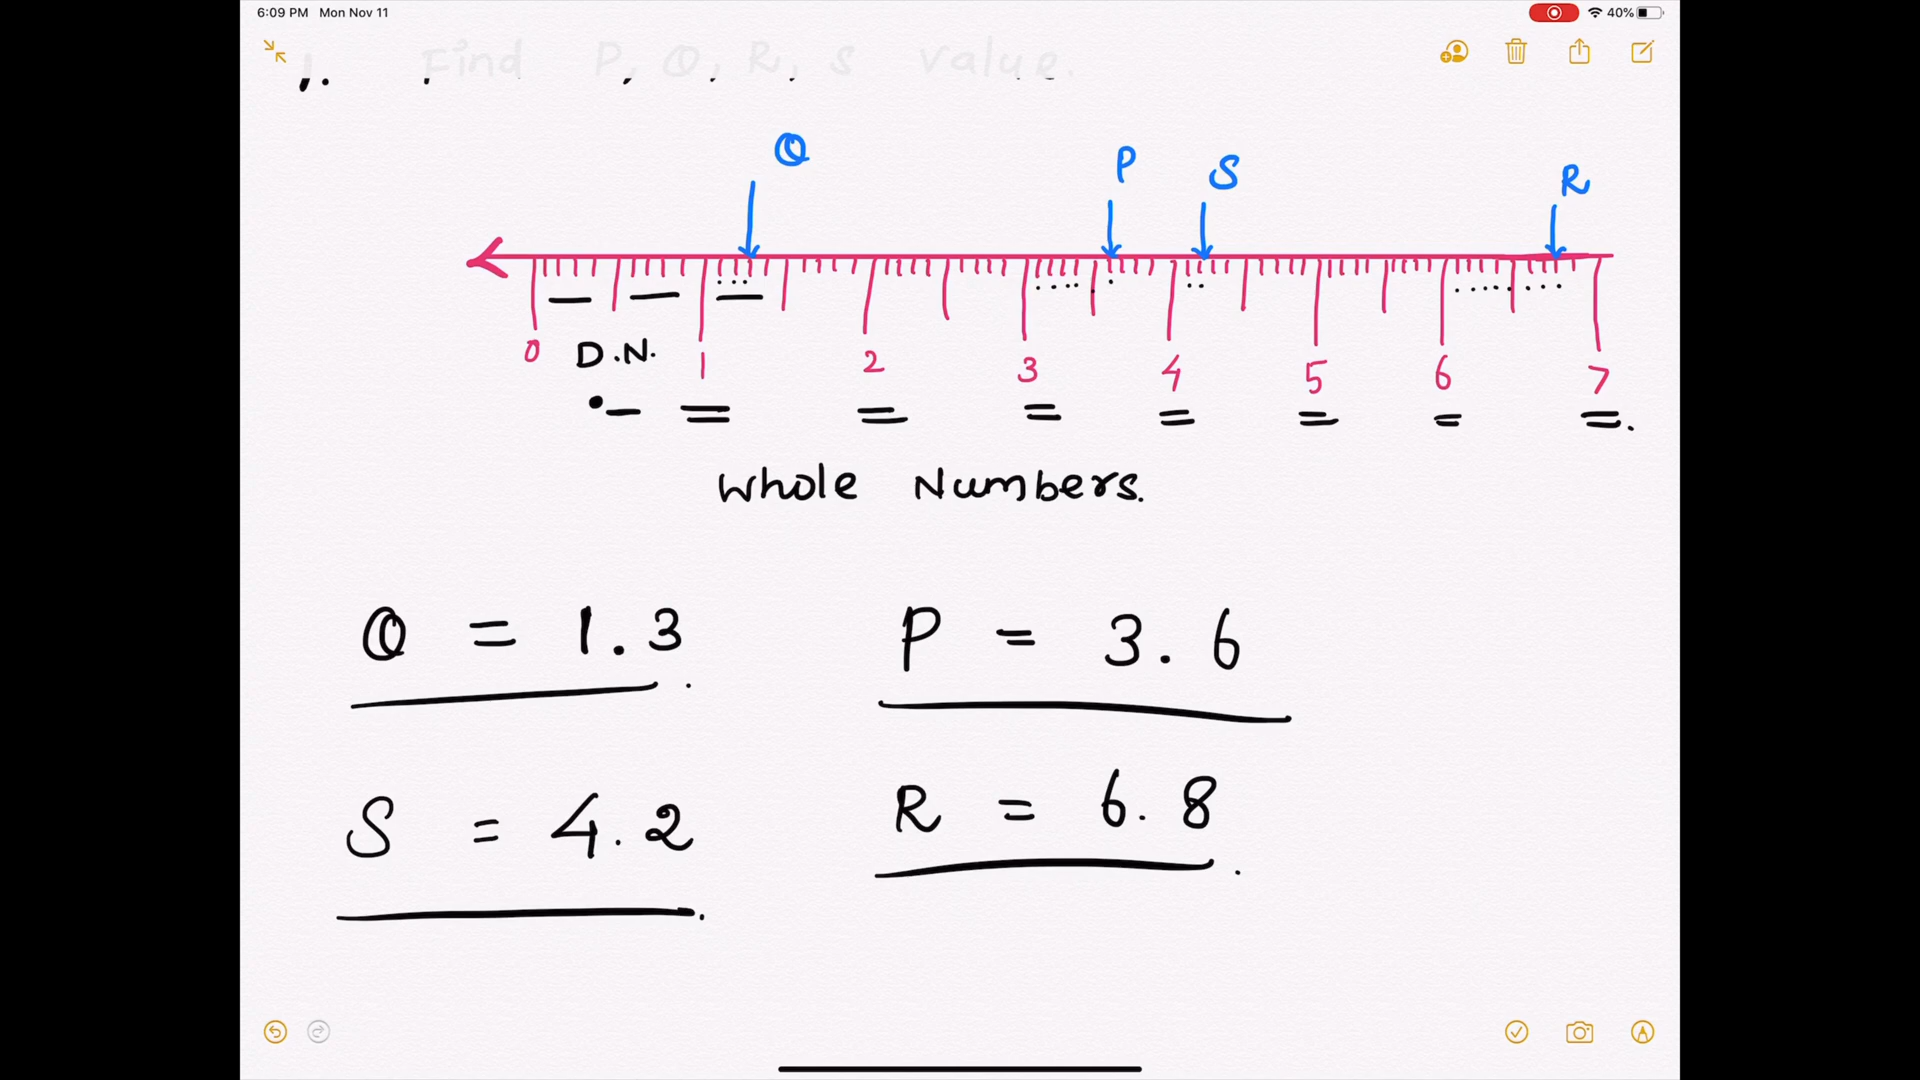 6:09 PM Mon Nov 11
40%
1. Find P, Q, R, S value.
Q P S R
0 1 2 3 4 5 6 7
D.N.
Whole Numbers.
Q = 1.3 P = 3.6
S = 4.2 R = 6.8